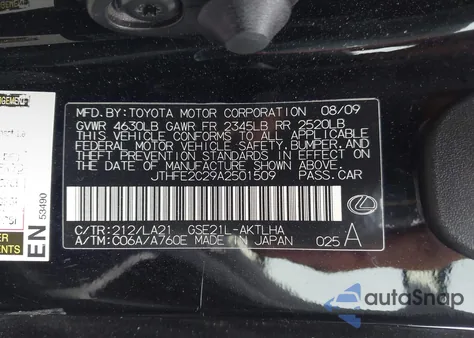 MFD. BY: TOYOTA MOTOR CORPORATION 08/09
GVWR 4630LB GAWR FR 2345LB RR 2520LB
THIS VEHICLE CONFORMS TO ALL APPLICABLE
FEDERAL MOTOR VEHICLE SAFETY, BUMPER, AND
THEFT PREVENTION STANDARDS IN EFFECT ON
THE DATE OF MANUFACTURE SHOWN ABOVE.
JTHFE2C29A2501509 PASS.CAR
C/TR: 212/LA21 GSE21L-AKTLHA
A/TM: C06A/A760E MADE IN JAPAN 025 A
EN 53490
autoSnap